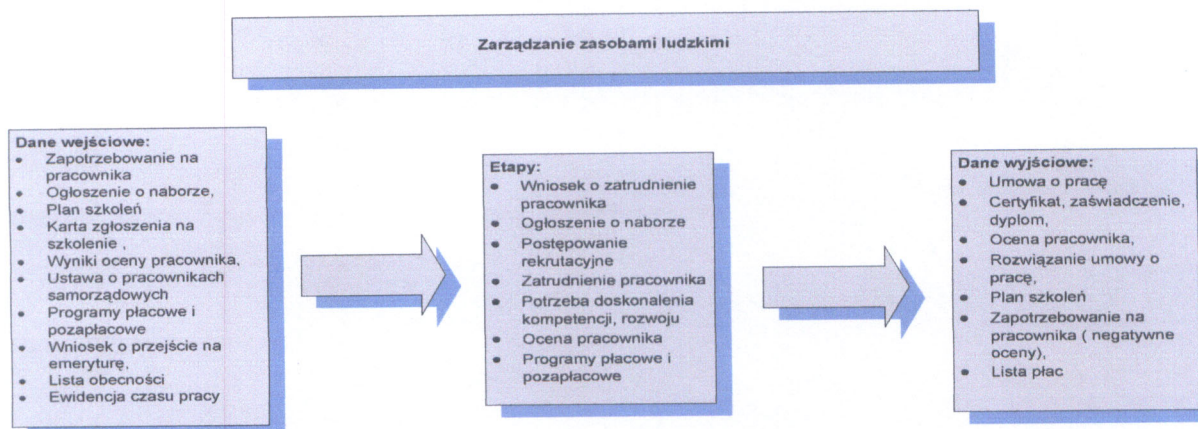 Zarządzanie zasobami ludzkimi
Dane wejściowe:
• Zapotrzebowanie na
pracownika
• Ogłoszenie o naborze,
• Plan szkoleń
• Karta zgłoszenia na
szkolenie ,
• Wyniki oceny pracownika,
• Ustawa o pracownikach
samorządowych
• Programy płacowe i
pozapłacowe
• Wniosek o przejście na
emeryturę,
• Lista obecności
• Ewidencja czasu pracy
Etapy:
• Wniosek o zatrudnienie
pracownika
• Ogłoszenie o naborze
• Postępowanie
rekrutacyjne
• Zatrudnienie pracownika
• Potrzeba doskonalenia
kompetencji, rozwoju
• Ocena pracownika
• Programy płacowe i
pozapłacowe
Dane wyjściowe:
• Umowa o pracę
• Certyfikat, zaświadczenie,
dyplom,
• Ocena pracownika,
• Rozwiązanie umowy o
pracę,
• Plan szkoleń
• Zapotrzebowanie na
pracownika ( negatywne
oceny),
• Lista płac